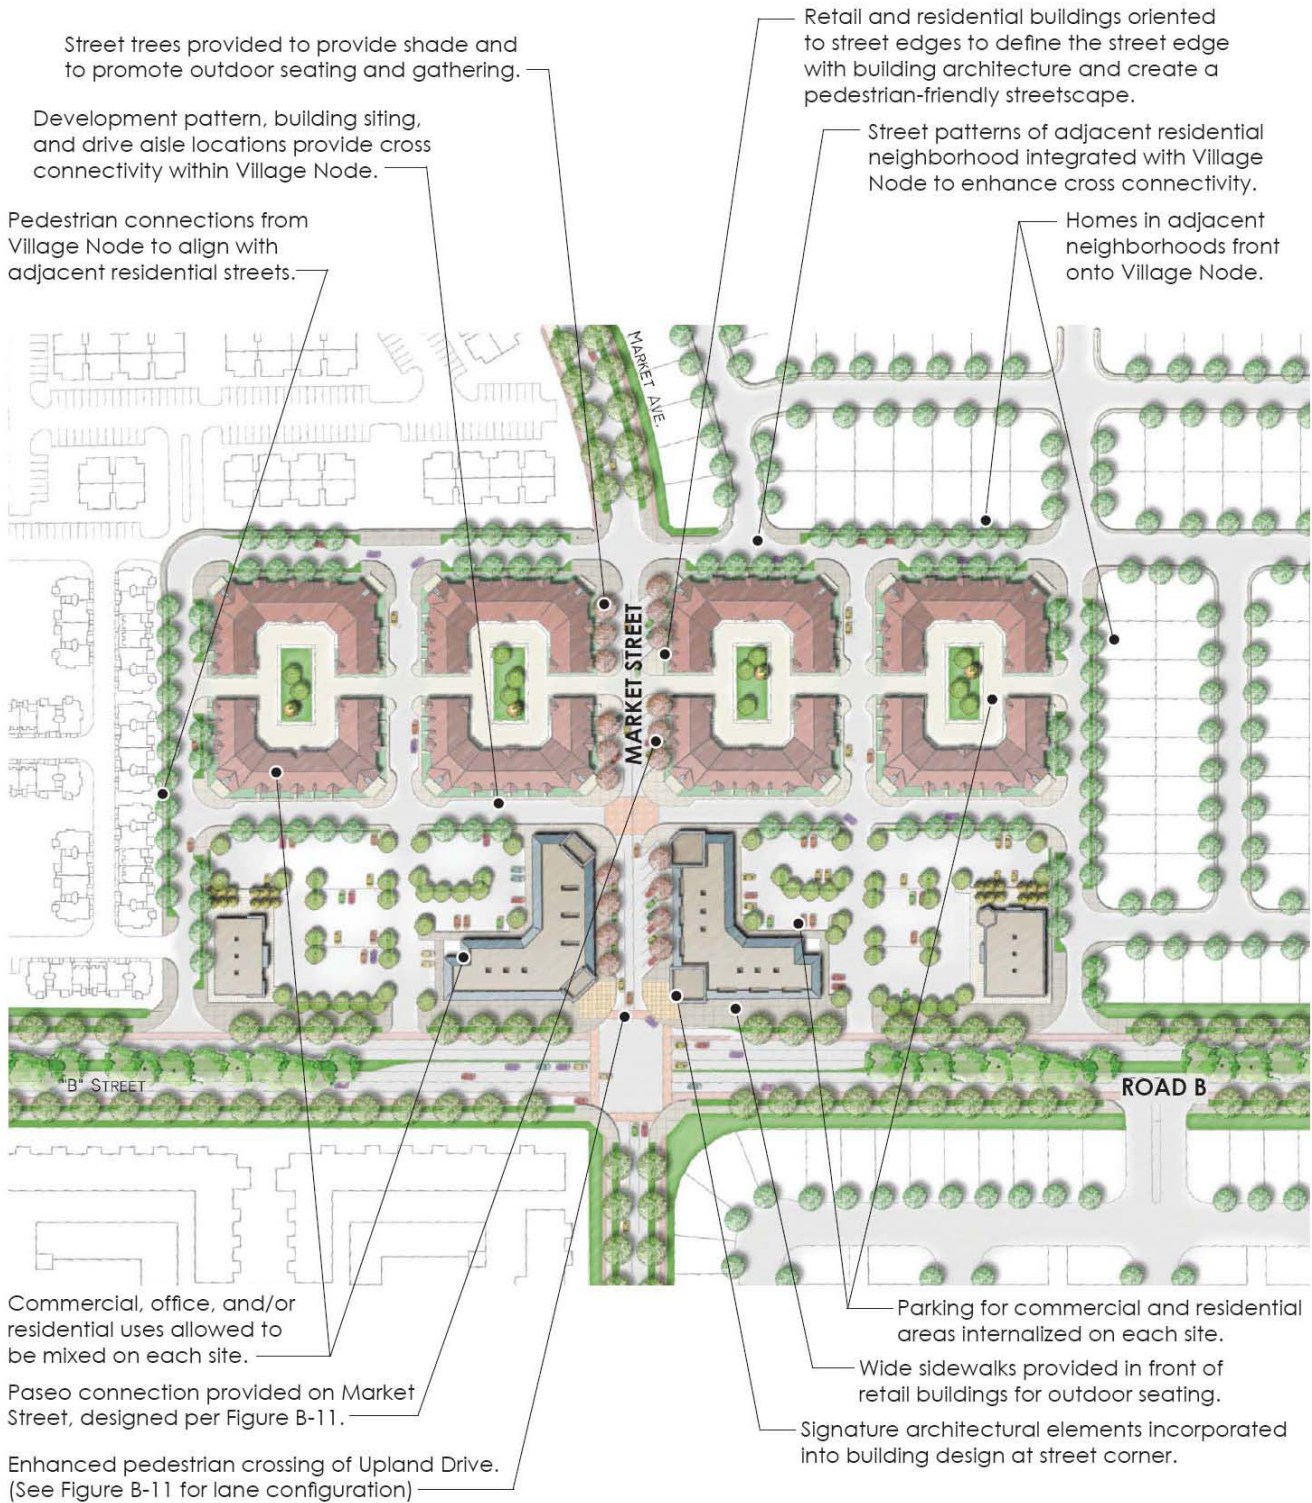 Street trees provided to provide shade and
to promote outdoor seating and gathering.
Retail and residential buildings oriented
to street edges to define the street edge
with building architecture and create a
pedestrian-friendly streetscape.
Development pattern, building siting,
and drive aisle locations provide cross
connectivity within Village Node.
Street patterns of adjacent residential
neighborhood integrated with Village
Node to enhance cross connectivity.
Pedestrian connections from
Village Node to align with
adjacent residential streets.
Homes in adjacent
neighborhoods front
onto Village Node.
MARKET AVE.
MARKET STREET
"B" STREET
ROAD B
Commercial, office, and/or
residential uses allowed to
be mixed on each site.
Paseo connection provided on Market
Street, designed per Figure B-11.
Enhanced pedestrian crossing of Upland Drive.
(See Figure B-11 for lane configuration)
Parking for commercial and residential
areas internalized on each site.
Wide sidewalks provided in front of
retail buildings for outdoor seating.
Signature architectural elements incorporated
into building design at street corner.